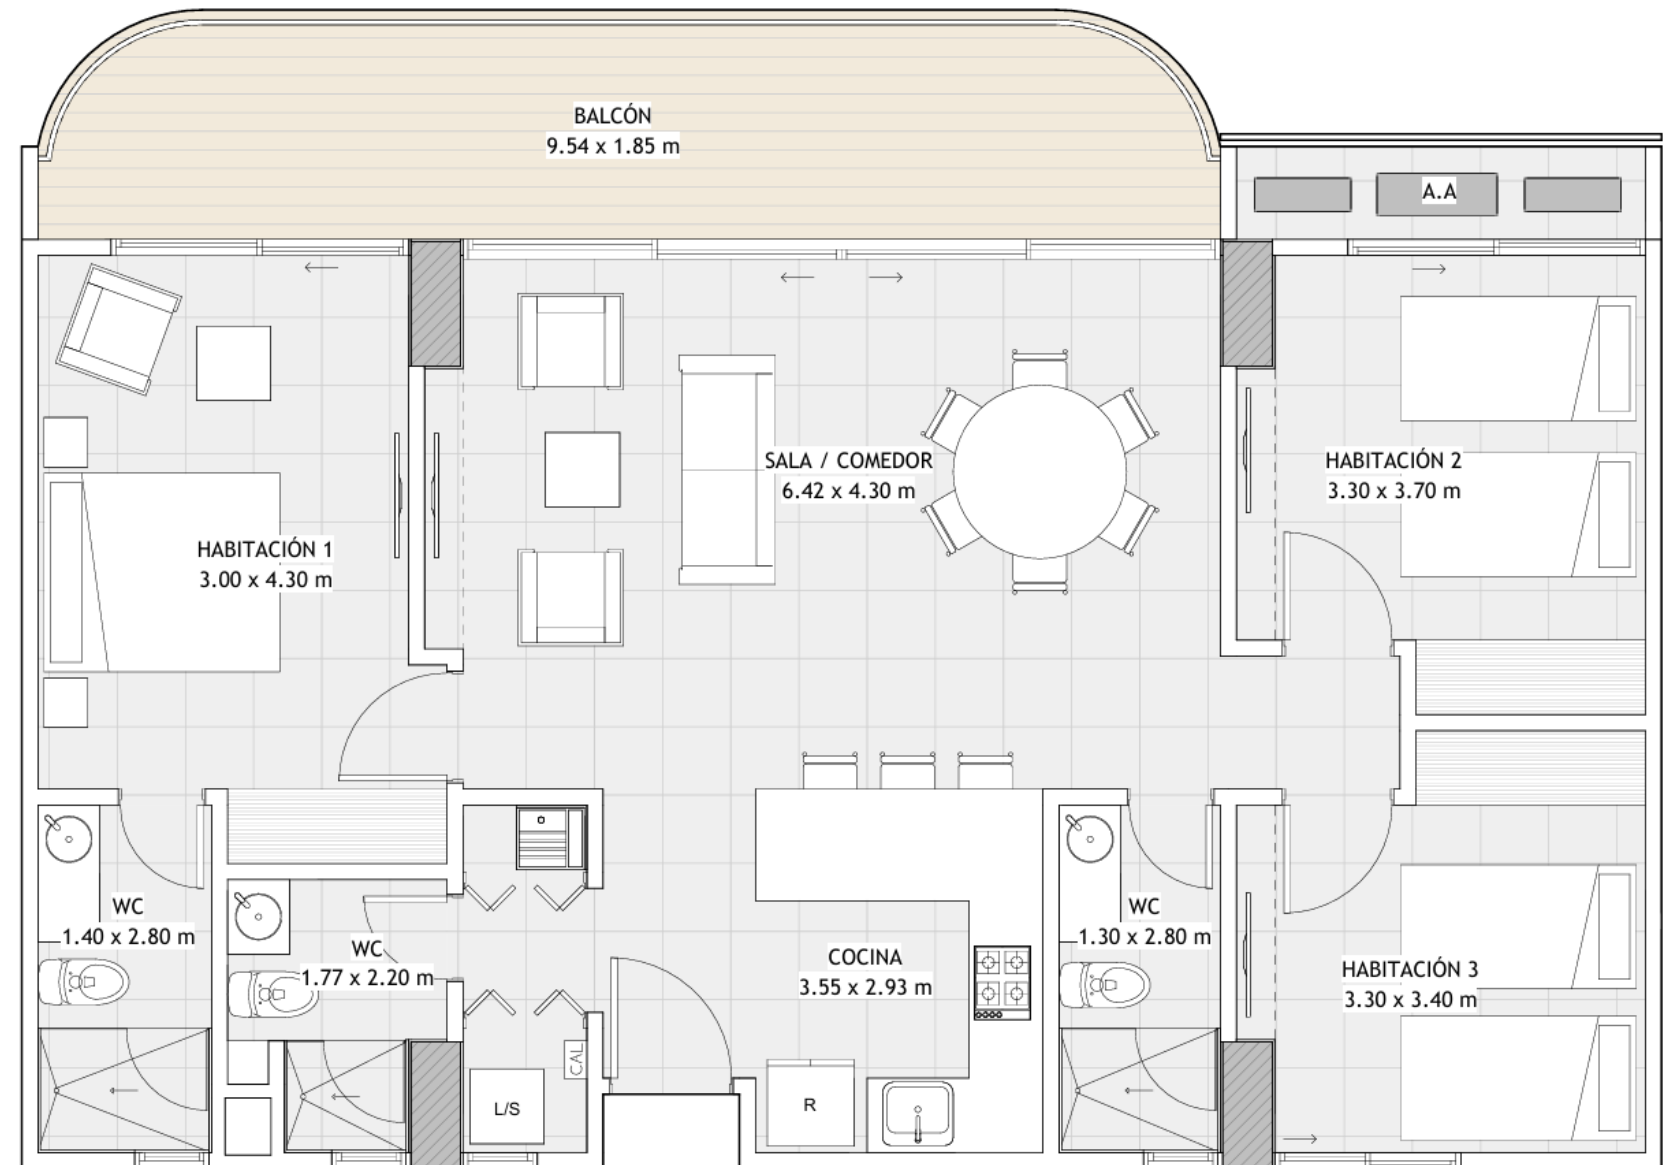 BALCÓN
9.54 x 1.85 m
A.A
SALA / COMEDOR
6.42 x 4.30 m
HABITACIÓN 2
3.30 x 3.70 m
HABITACIÓN 1
3.00 x 4.30 m
WC
1.40 x 2.80 m
WC
1.77 x 2.20 m
COCINA
3.55 x 2.93 m
WC
1.30 x 2.80 m
HABITACIÓN 3
3.30 x 3.40 m
CAL
L/S
R